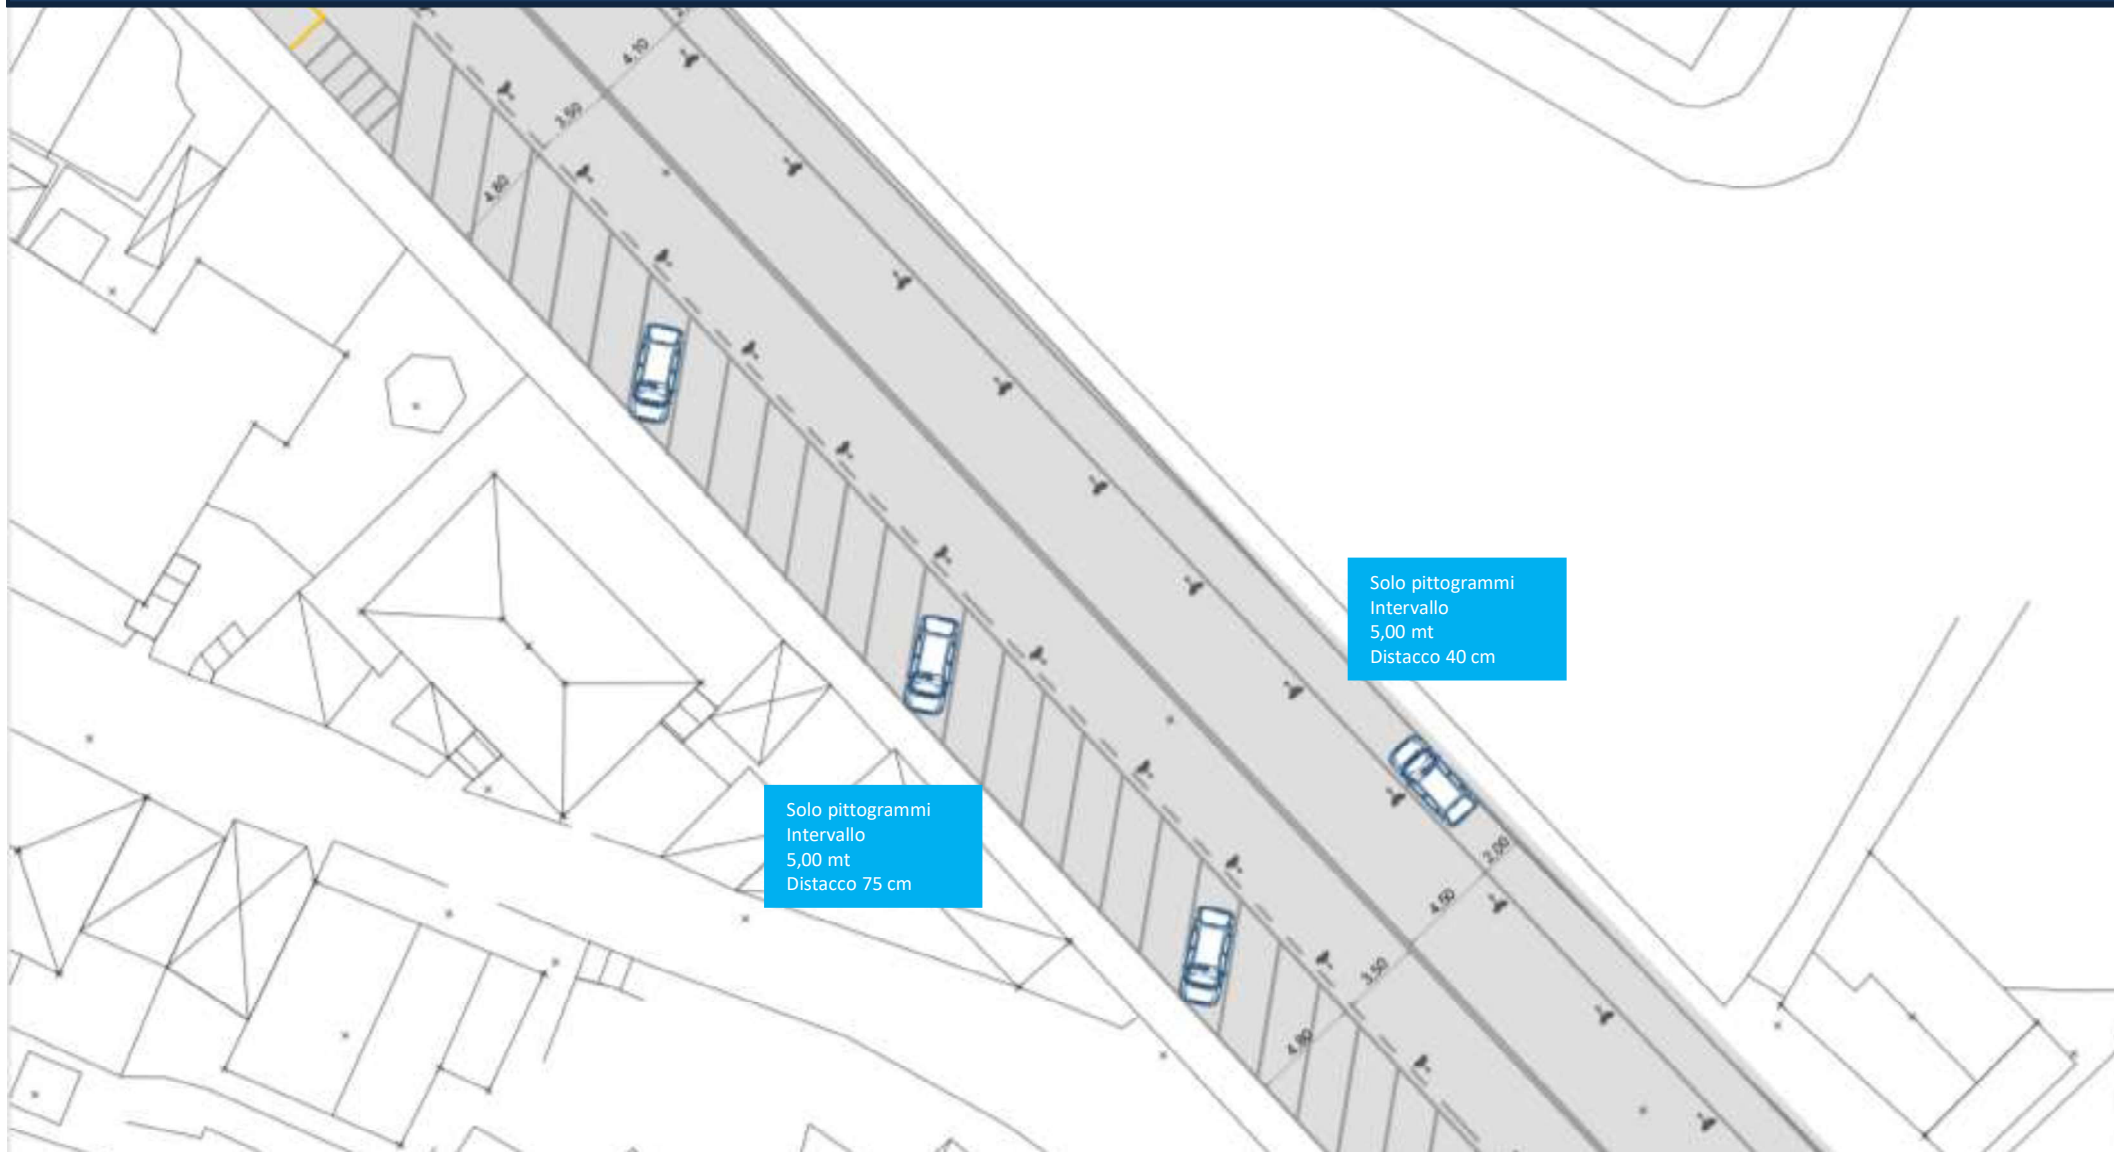 4.10
3.50
4.80
Solo pittogrammi
Intervallo
5,00 mt
Distacco 40 cm
Solo pittogrammi
Intervallo
5,00 mt
Distacco 75 cm
2.00
4.50
3.50
4.80